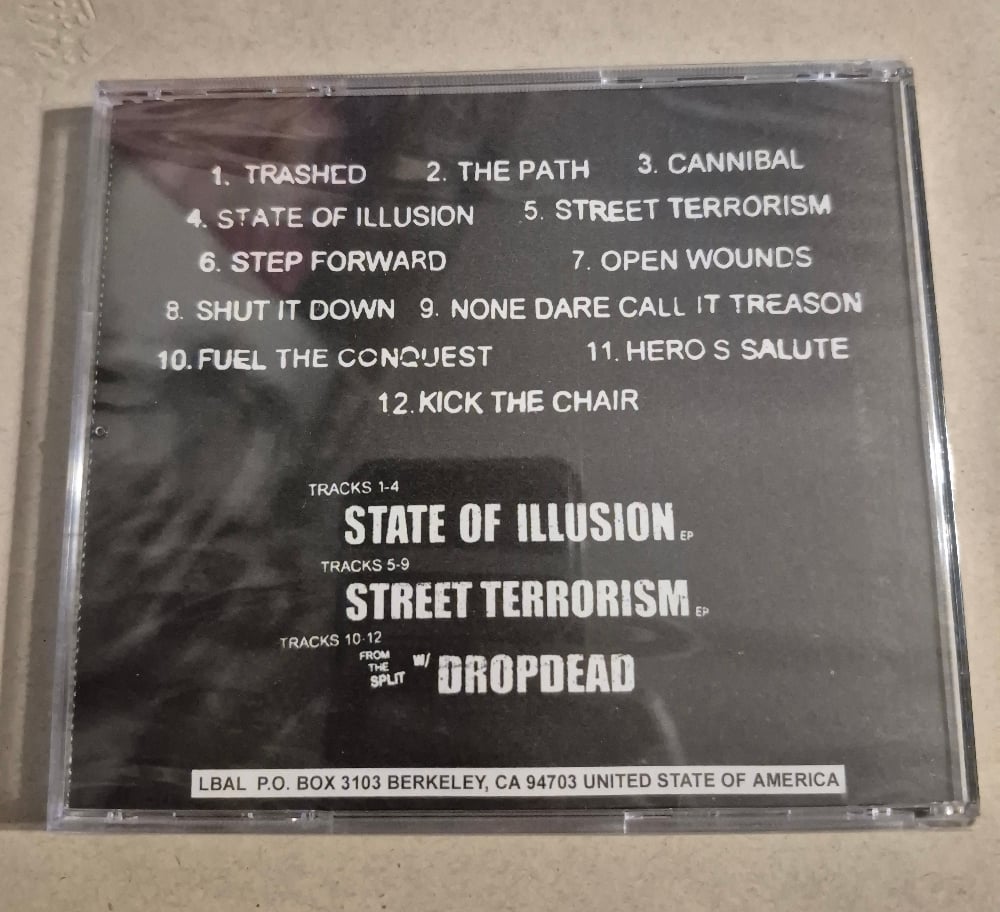 1. TRASHED 2. THE PATH 3. CANNIBAL
4. STATE OF ILLUSION 5. STREET TERRORISM
6. STEP FORWARD 7. OPEN WOUNDS
8. SHUT IT DOWN 9. NONE DARE CALL IT TREASON
10. FUEL THE CONQUEST 11. HERO S SALUTE
12. KICK THE CHAIR
TRACKS 1-4
STATE OF ILLUSION EP
TRACKS 5-9
STREET TERRORISM EP
TRACKS 10-12
FROM
THE
SPLIT
W/ DROPDEAD
LBAL P.O. BOX 3103 BERKELEY, CA 94703 UNITED STATE OF AMERICA